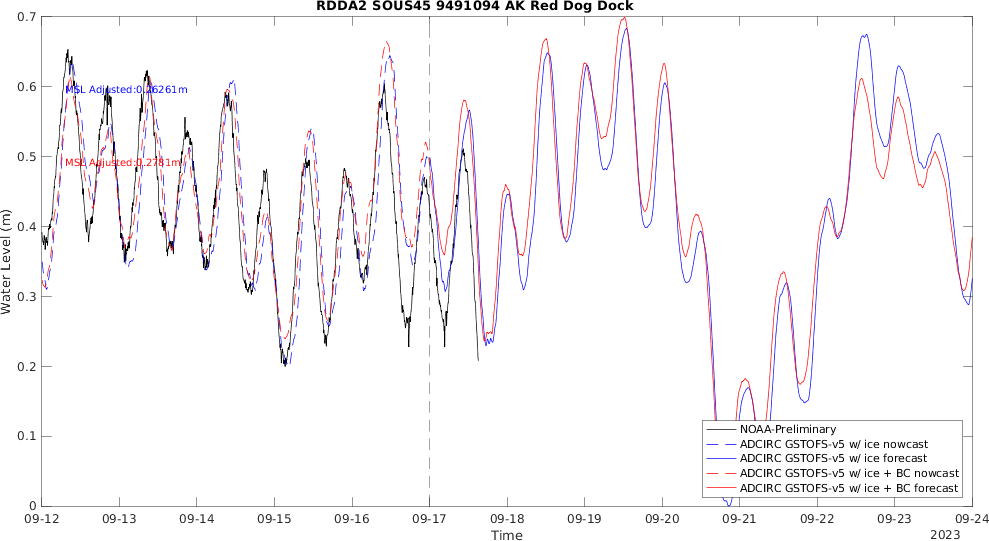 RDDA2 SOUS45 9491094 AK Red Dog Dock
Water Level (m)
0.7
0.6
0.5
0.4
0.3
0.2
0.1
0
MSL Adjusted:0.26261m
MSL Adjusted:0.2781m
NOAA-Preliminary
ADCIRC GSTOFS-v5 w/ ice nowcast
ADCIRC GSTOFS-v5 w/ ice forecast
ADCIRC GSTOFS-v5 w/ ice + BC nowcast
ADCIRC GSTOFS-v5 w/ ice + BC forecast
09-12 09-13 09-14 09-15 09-16 09-17 09-18 09-19 09-20 09-21 09-22 09-23 09-24
Time
2023